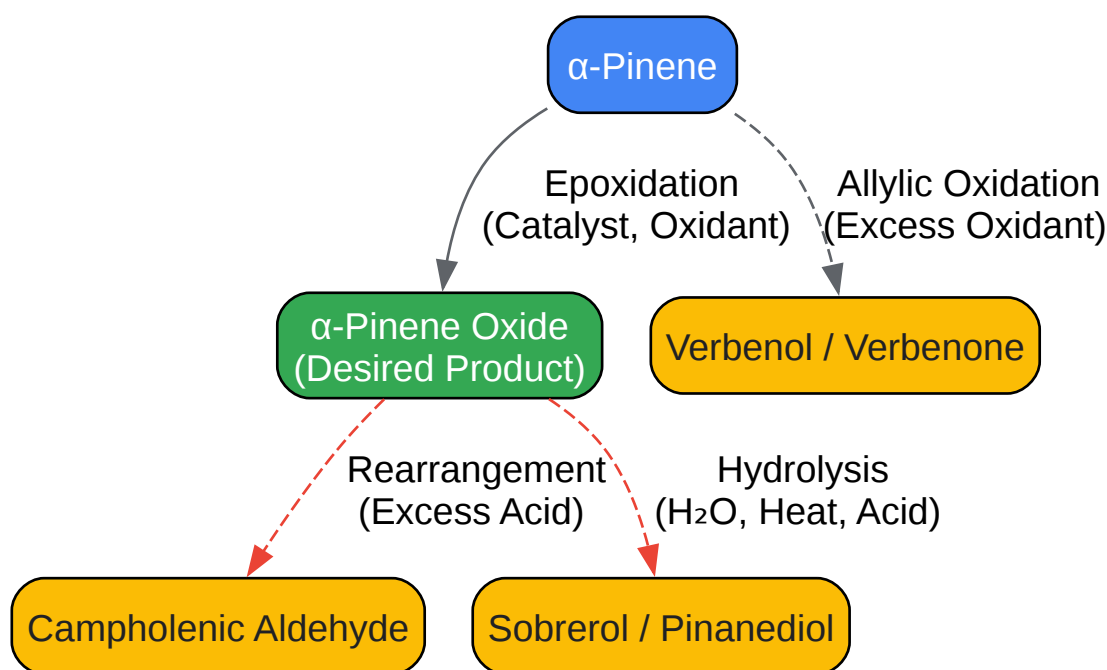 α-Pinene
Epoxidation
(Catalyst, Oxidant)
Allylic Oxidation
(Excess Oxidant)
α-Pinene Oxide
(Desired Product)
Verbenol / Verbenone
Rearrangement
(Excess Acid)
Hydrolysis
(H₂O, Heat, Acid)
Campholenic Aldehyde
Sobrerol / Pinanediol